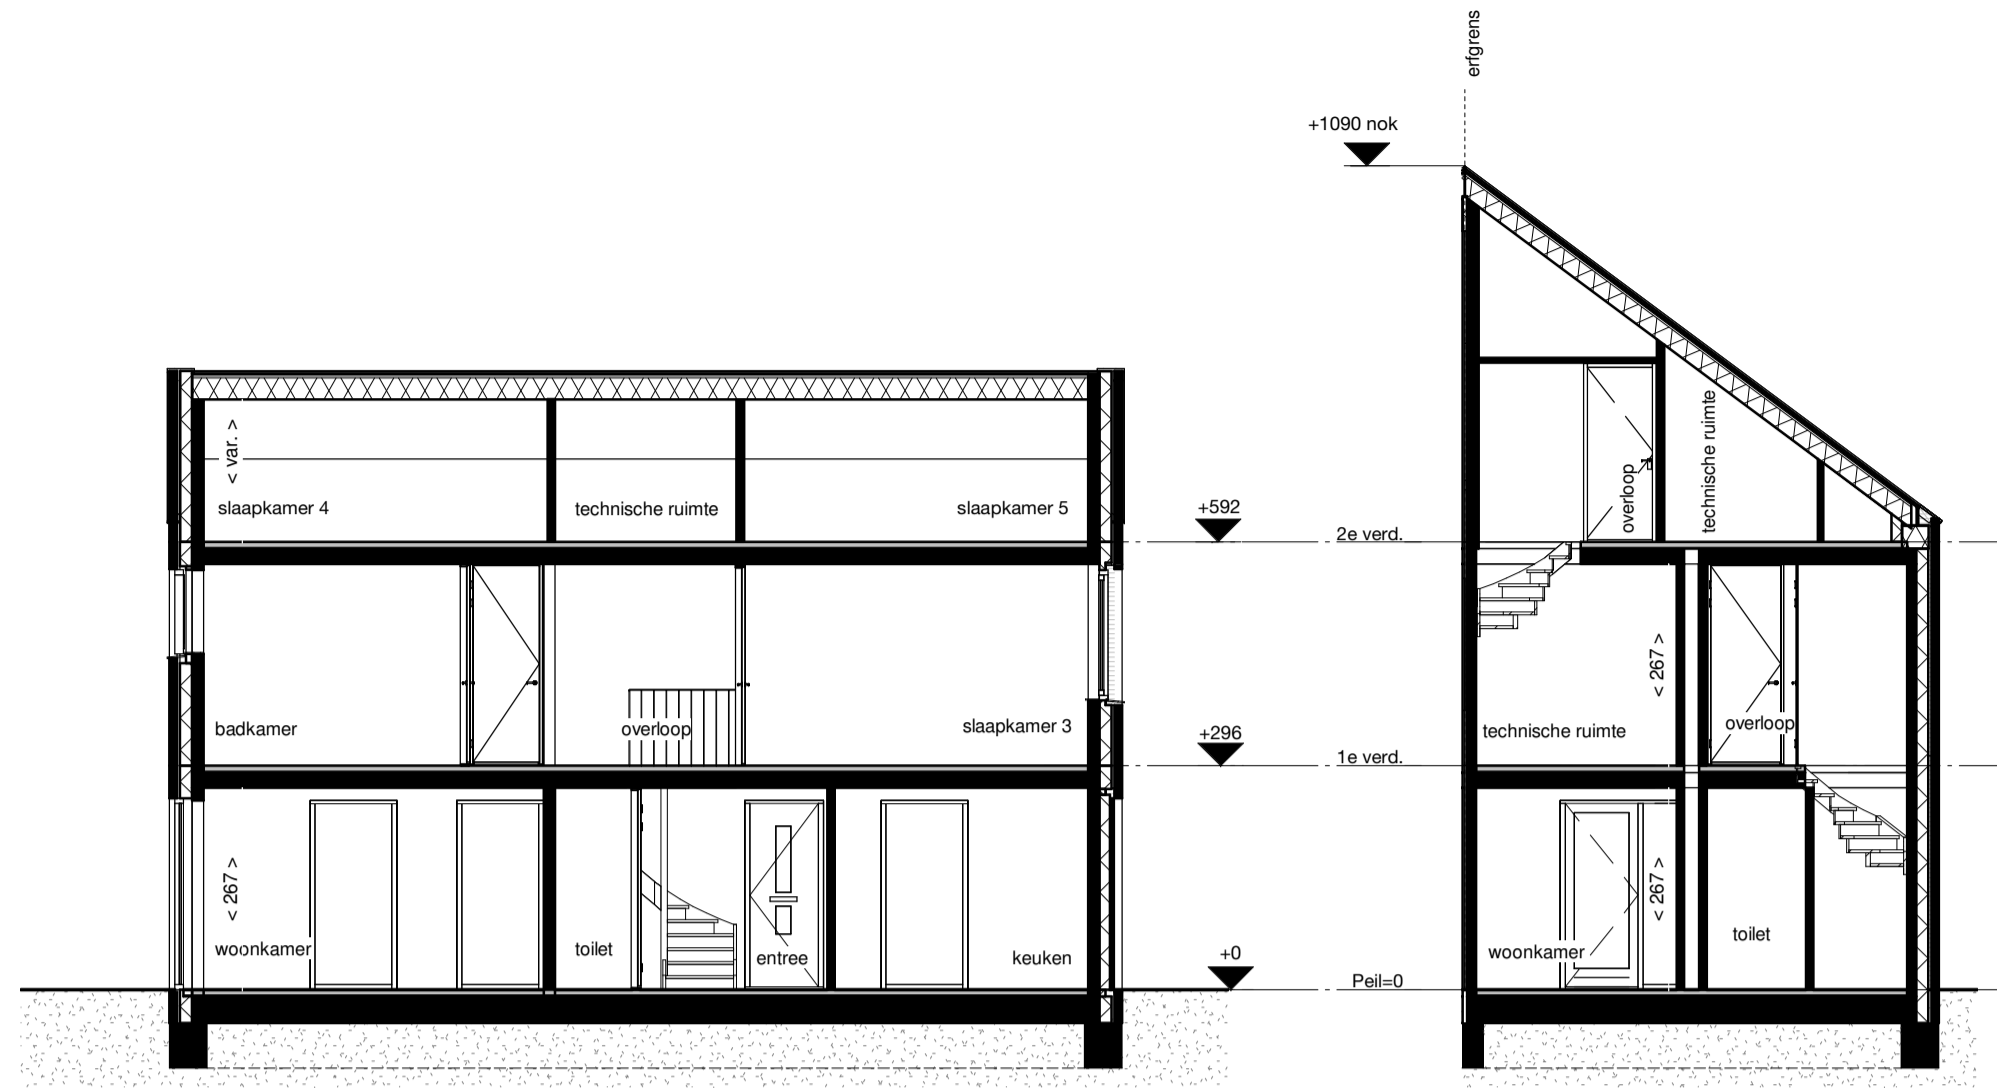 erfgrens
+1090 nok
< var. >
slaapkamer 4
technische ruimte
slaapkamer 5
+592
2e verd.
overloop
technische ruimte
badkamer
overloop
slaapkamer 3
+296
1e verd.
< 267 >
technische ruimte
overloop
< 267 >
woonkamer
toilet
entree
keuken
+0
Peil=0
< 267 >
woonkamer
toilet